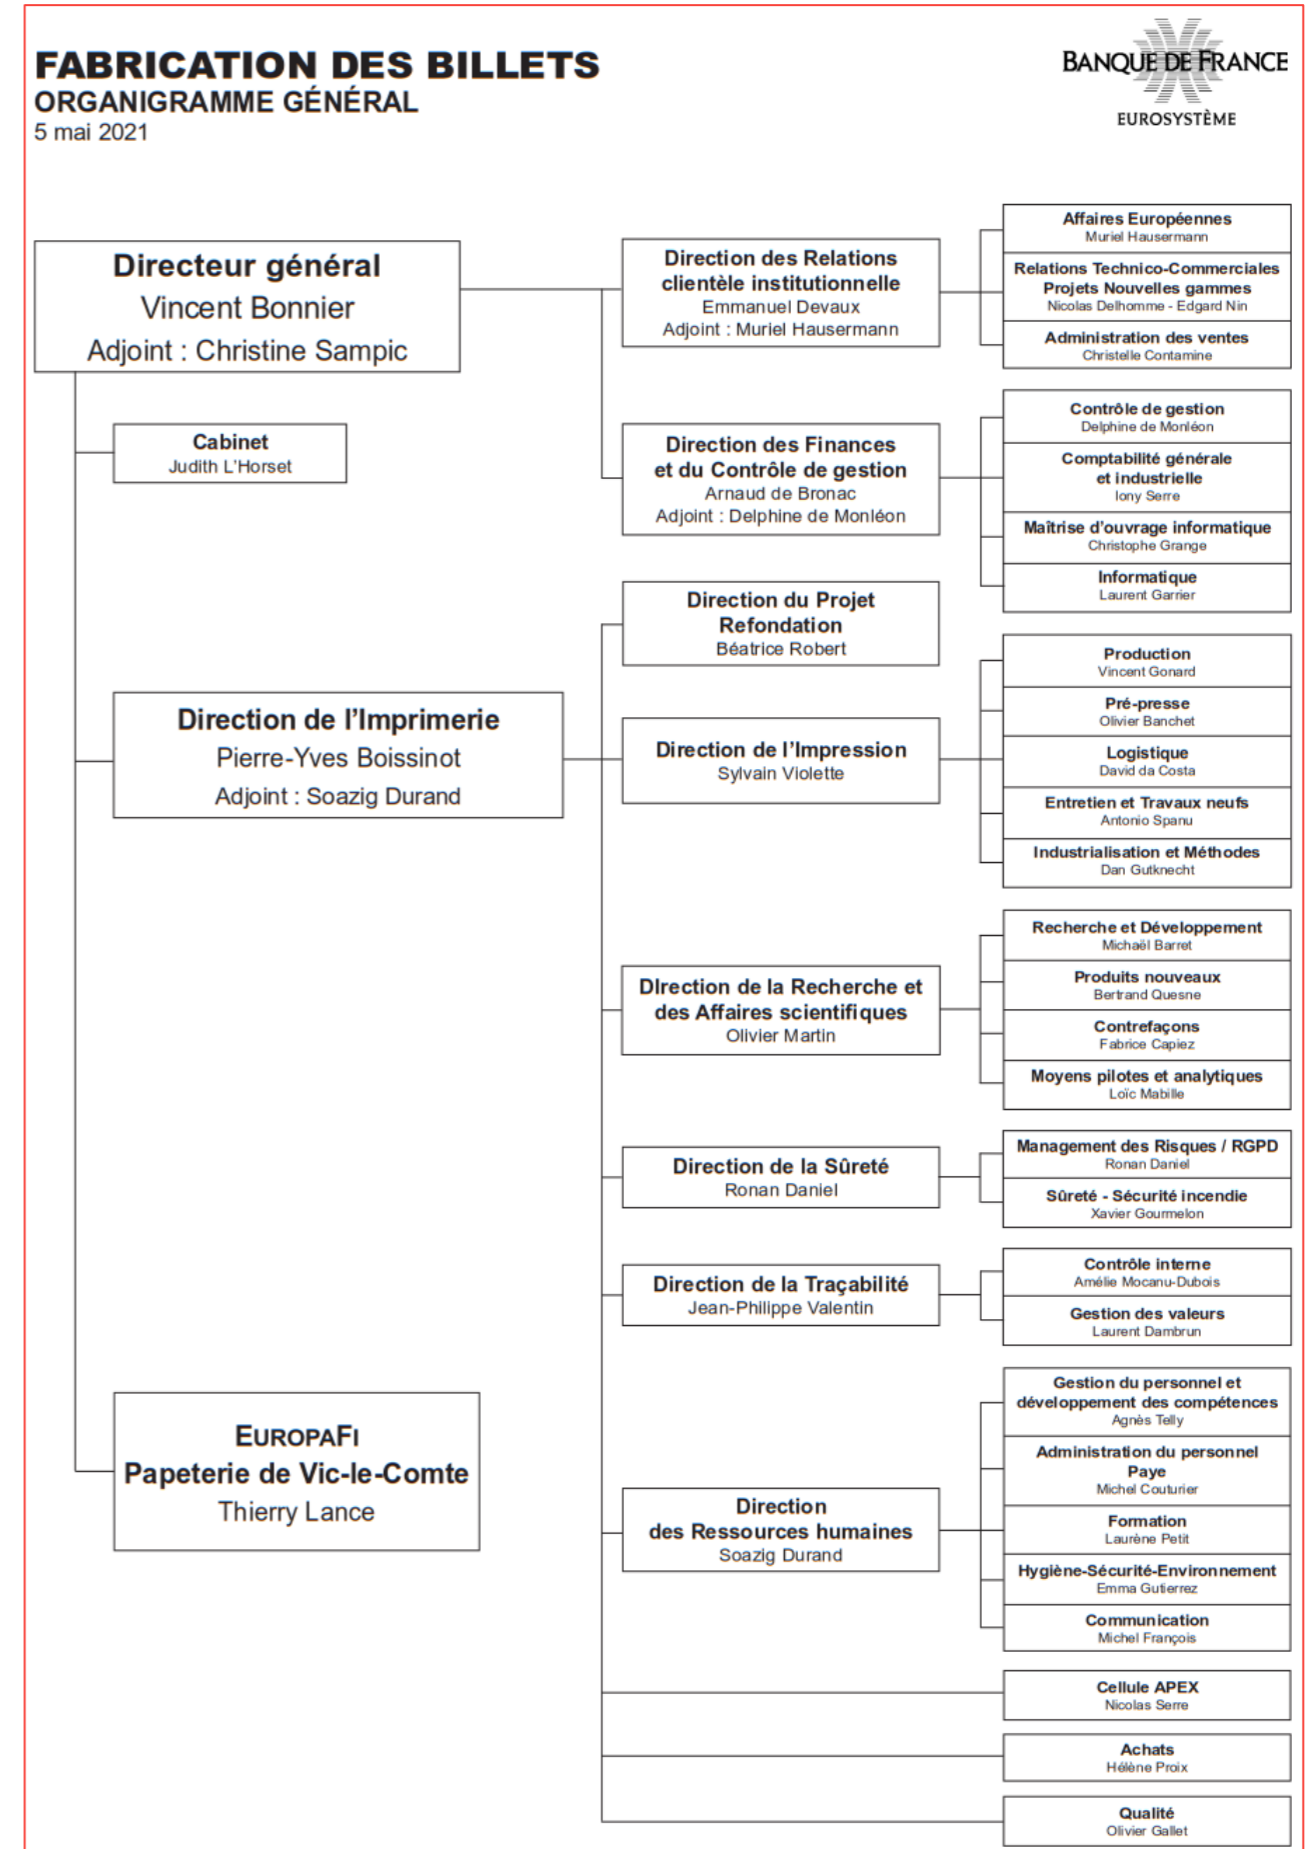 FABRICATION DES BILLETS
ORGANIGRAMME GÉNÉRAL
5 mai 2021
BANQUE DE FRANCE
EUROSYSTÈME
Directeur général
Vincent Bonnier
Adjoint : Christine Sampic
Cabinet
Judith L'Horset
Direction de l'Imprimerie
Pierre-Yves Boissinot
Adjoint : Soazig Durand
EUROPAFI
Papeterie de Vic-le-Comte
Thierry Lance
Direction des Relations
clientèle institutionnelle
Emmanuel Devaux
Adjoint : Muriel Hausermann
Affaires Européennes
Muriel Hausermann
Relations Technico-Commerciales
Projets Nouvelles gammes
Nicolas Delhomme - Edgard Nin
Administration des ventes
Christelle Contamine
Direction des Finances
et du Contrôle de gestion
Arnaud de Bronac
Adjoint : Delphine de Monléon
Contrôle de gestion
Delphine de Monléon
Comptabilité générale
et industrielle
Iony Serre
Maîtrise d'ouvrage informatique
Christophe Grange
Informatique
Laurent Garrier
Direction du Projet
Refondation
Béatrice Robert
Direction de l'Impression
Sylvain Violette
Production
Vincent Gonard
Pré-presse
Olivier Banchet
Logistique
David da Costa
Entretien et Travaux neufs
Antonio Spanu
Industrialisation et Méthodes
Dan Gutknecht
DIrection de la Recherche et
des Affaires scientifiques
Olivier Martin
Recherche et Développement
Michaël Barret
Produits nouveaux
Bertrand Quesne
Contrefaçons
Fabrice Capiez
Moyens pilotes et analytiques
Loïc Mabille
Direction de la Sûreté
Ronan Daniel
Management des Risques / RGPD
Ronan Daniel
Sûreté - Sécurité incendie
Xavier Gourmelon
Direction de la Traçabilité
Jean-Philippe Valentin
Contrôle interne
Amélie Mocanu-Dubois
Gestion des valeurs
Laurent Dambrun
Direction
des Ressources humaines
Soazig Durand
Gestion du personnel et
développement des compétences
Agnès Telly
Administration du personnel
Paye
Michel Couturier
Formation
Laurène Petit
Hygiène-Sécurité-Environnement
Emma Gutierrez
Communication
Michel François
Cellule APEX
Nicolas Serre
Achats
Hélène Proix
Qualité
Olivier Gallet